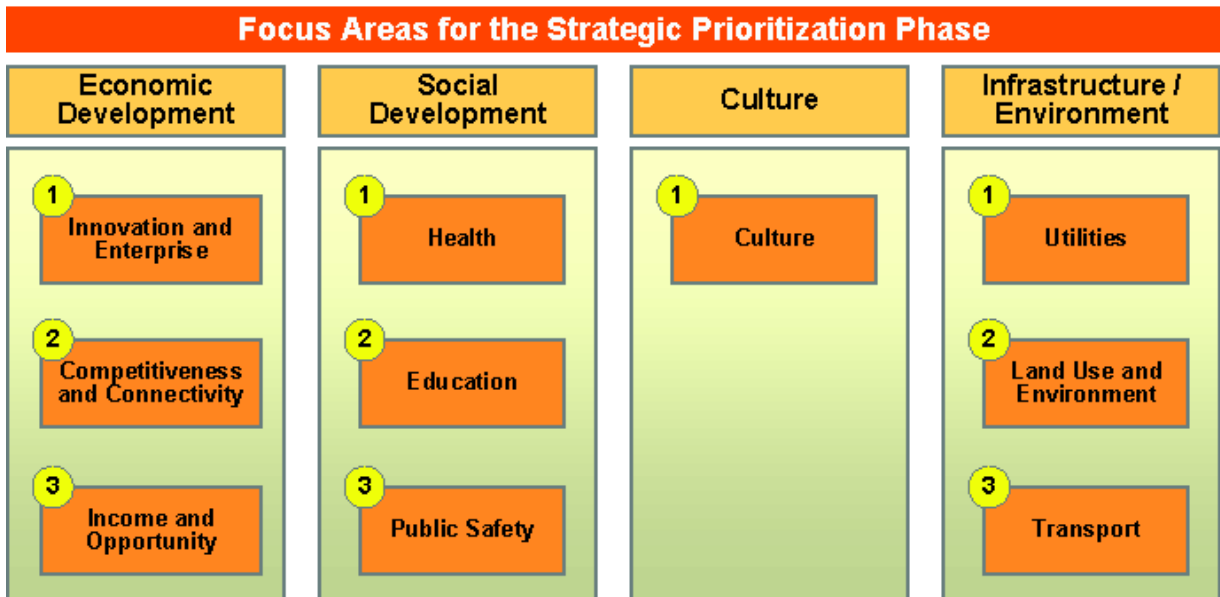 Focus Areas for the Strategic Prioritization Phase
Economic
Development
1
Innovation and
Enterprise
2
Competitiveness
and Connectivity
3
Income and
Opportunity
Social
Development
1
Health
2
Education
3
Public Safety
Culture
1
Culture
Infrastructure /
Environment
1
Utilities
2
Land Use and
Environment
3
Transport